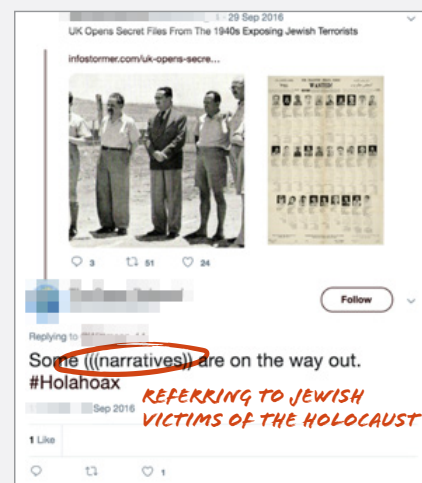 29 Sep 2016
UK Opens Secret Files From The 1940s Exposing Jewish Terrorists
infostormer.com/uk-opens-secre...
WANTED!
3 51 24
Follow
Replying to
Some (((narratives)) are on the way out.
#Holahoax
REFERRING TO JEWISH
VICTIMS OF THE HOLOCAUST
Sep 2016
1 Like
1